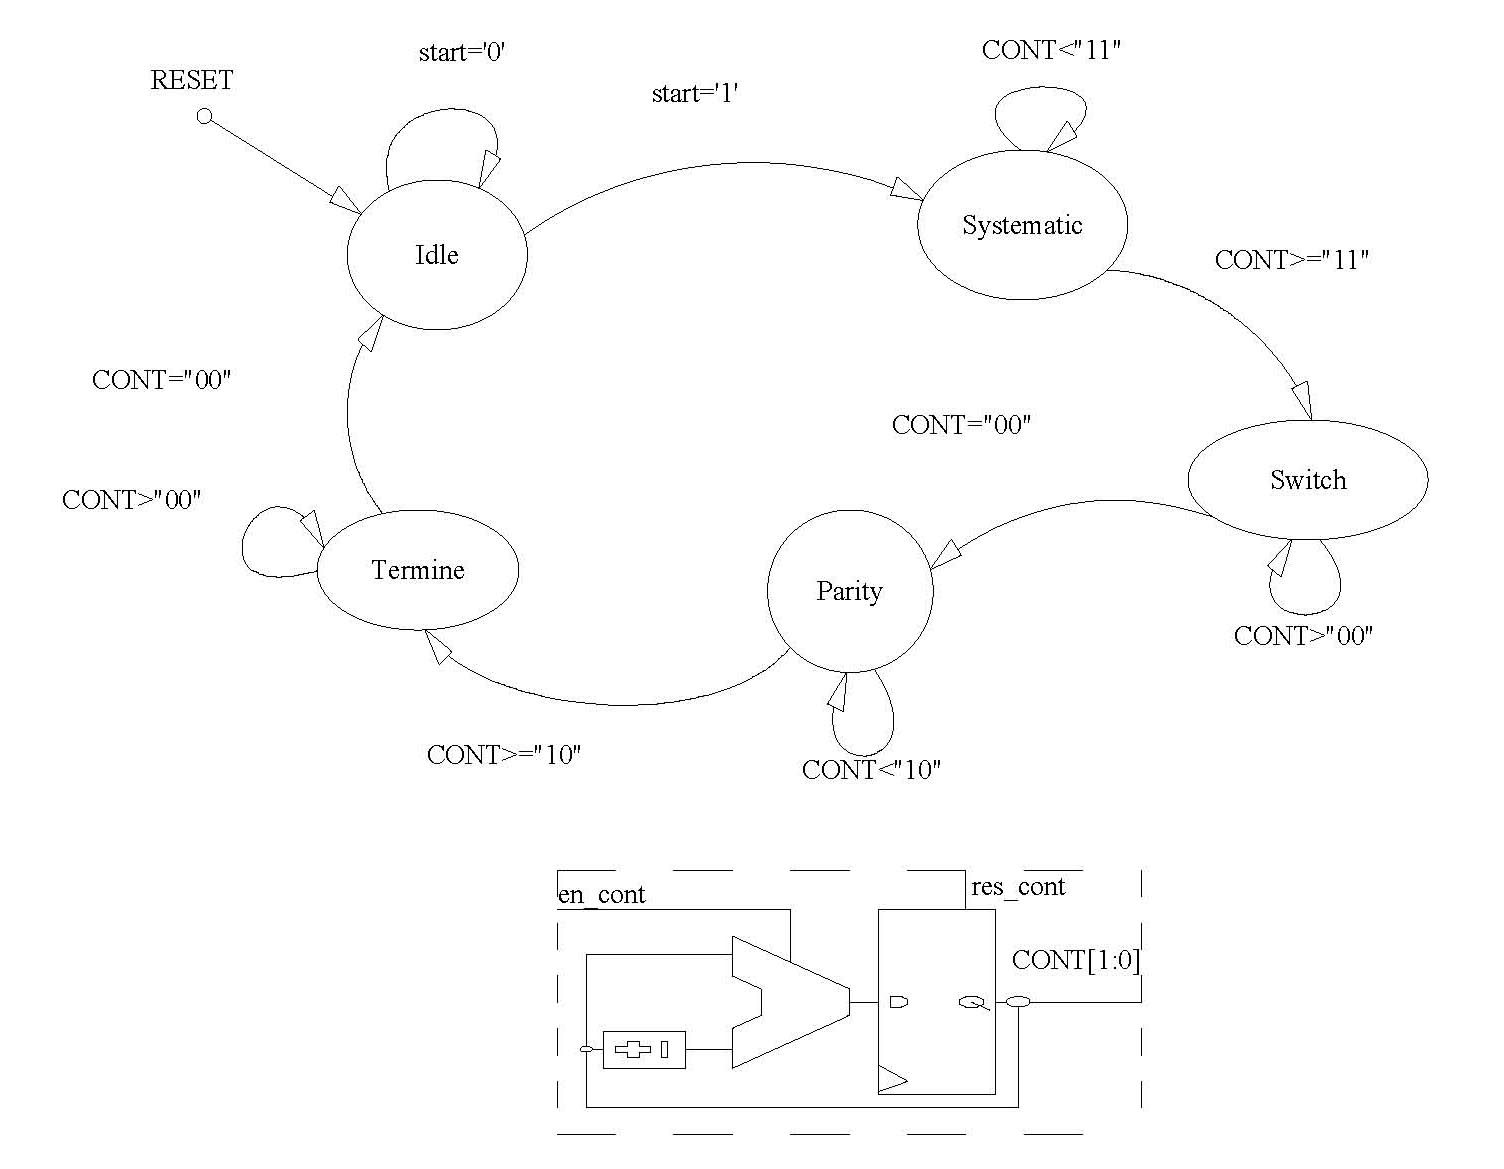 start='0'
CONT<"11"
RESET
start='1'
Systematic
Idle
CONT>="11"
CONT="00"
CONT="00"
Switch
CONT>"00"
Termine
Parity
CONT>"00"
CONT>="10"
CONT<"10"
en_cont
res_cont
CONT[1:0]
D
Q
+1